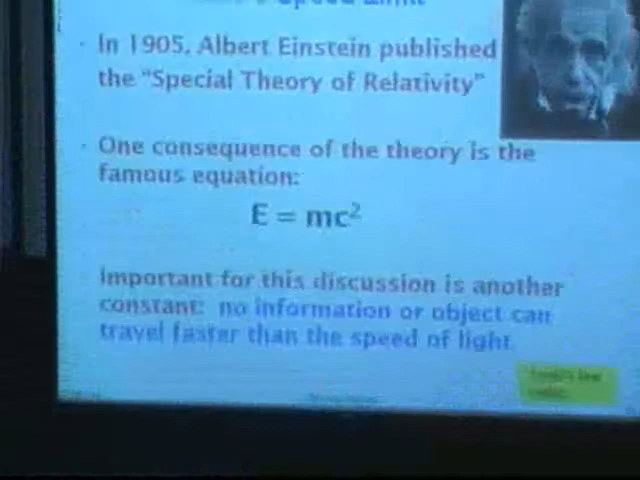 Speed Limit
In 1905, Albert Einstein published
the "Special Theory of Relativity"
One consequence of the theory is the
famous equation:
E = mc²
Important for this discussion is another
constant: no information or object can
travel faster than the speed of light.